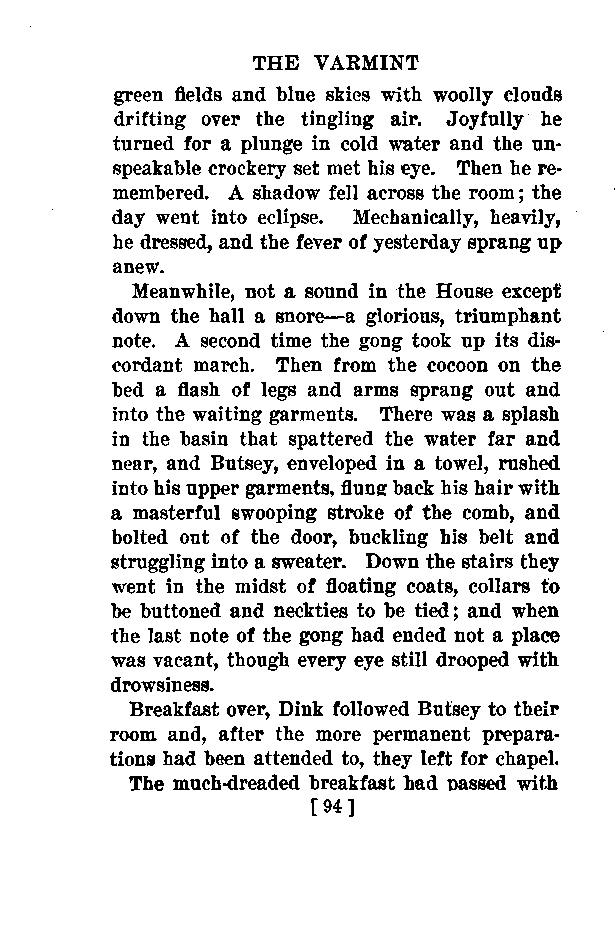 THE VARMINT
green fields and blue skies with woolly clouds
drifting over the tingling air. Joyfully he
turned for a plunge in cold water and the un-
speakable crockery set met his eye. Then he re-
membered. A shadow fell across the room; the
day went into eclipse. Mechanically, heavily,
he dressed, and the fever of yesterday sprang up
anew.
Meanwhile, not a sound in the House except
down the hall a snore—a glorious, triumphant
note. A second time the gong took up its dis-
cordant march. Then from the cocoon on the
bed a flash of legs and arms sprang out and
into the waiting garments. There was a splash
in the basin that spattered the water far and
near, and Butsey, enveloped in a towel, rushed
into his upper garments, flung back his hair with
a masterful swooping stroke of the comb, and
bolted out of the door, buckling his belt and
struggling into a sweater. Down the stairs they
went in the midst of floating coats, collars to
be buttoned and neckties to be tied; and when
the last note of the gong had ended not a place
was vacant, though every eye still drooped with
drowsiness.
Breakfast over, Dink followed Butsey to their
room and, after the more permanent prepara-
tions had been attended to, they left for chapel.
The much-dreaded breakfast had passed with
[ 94 ]